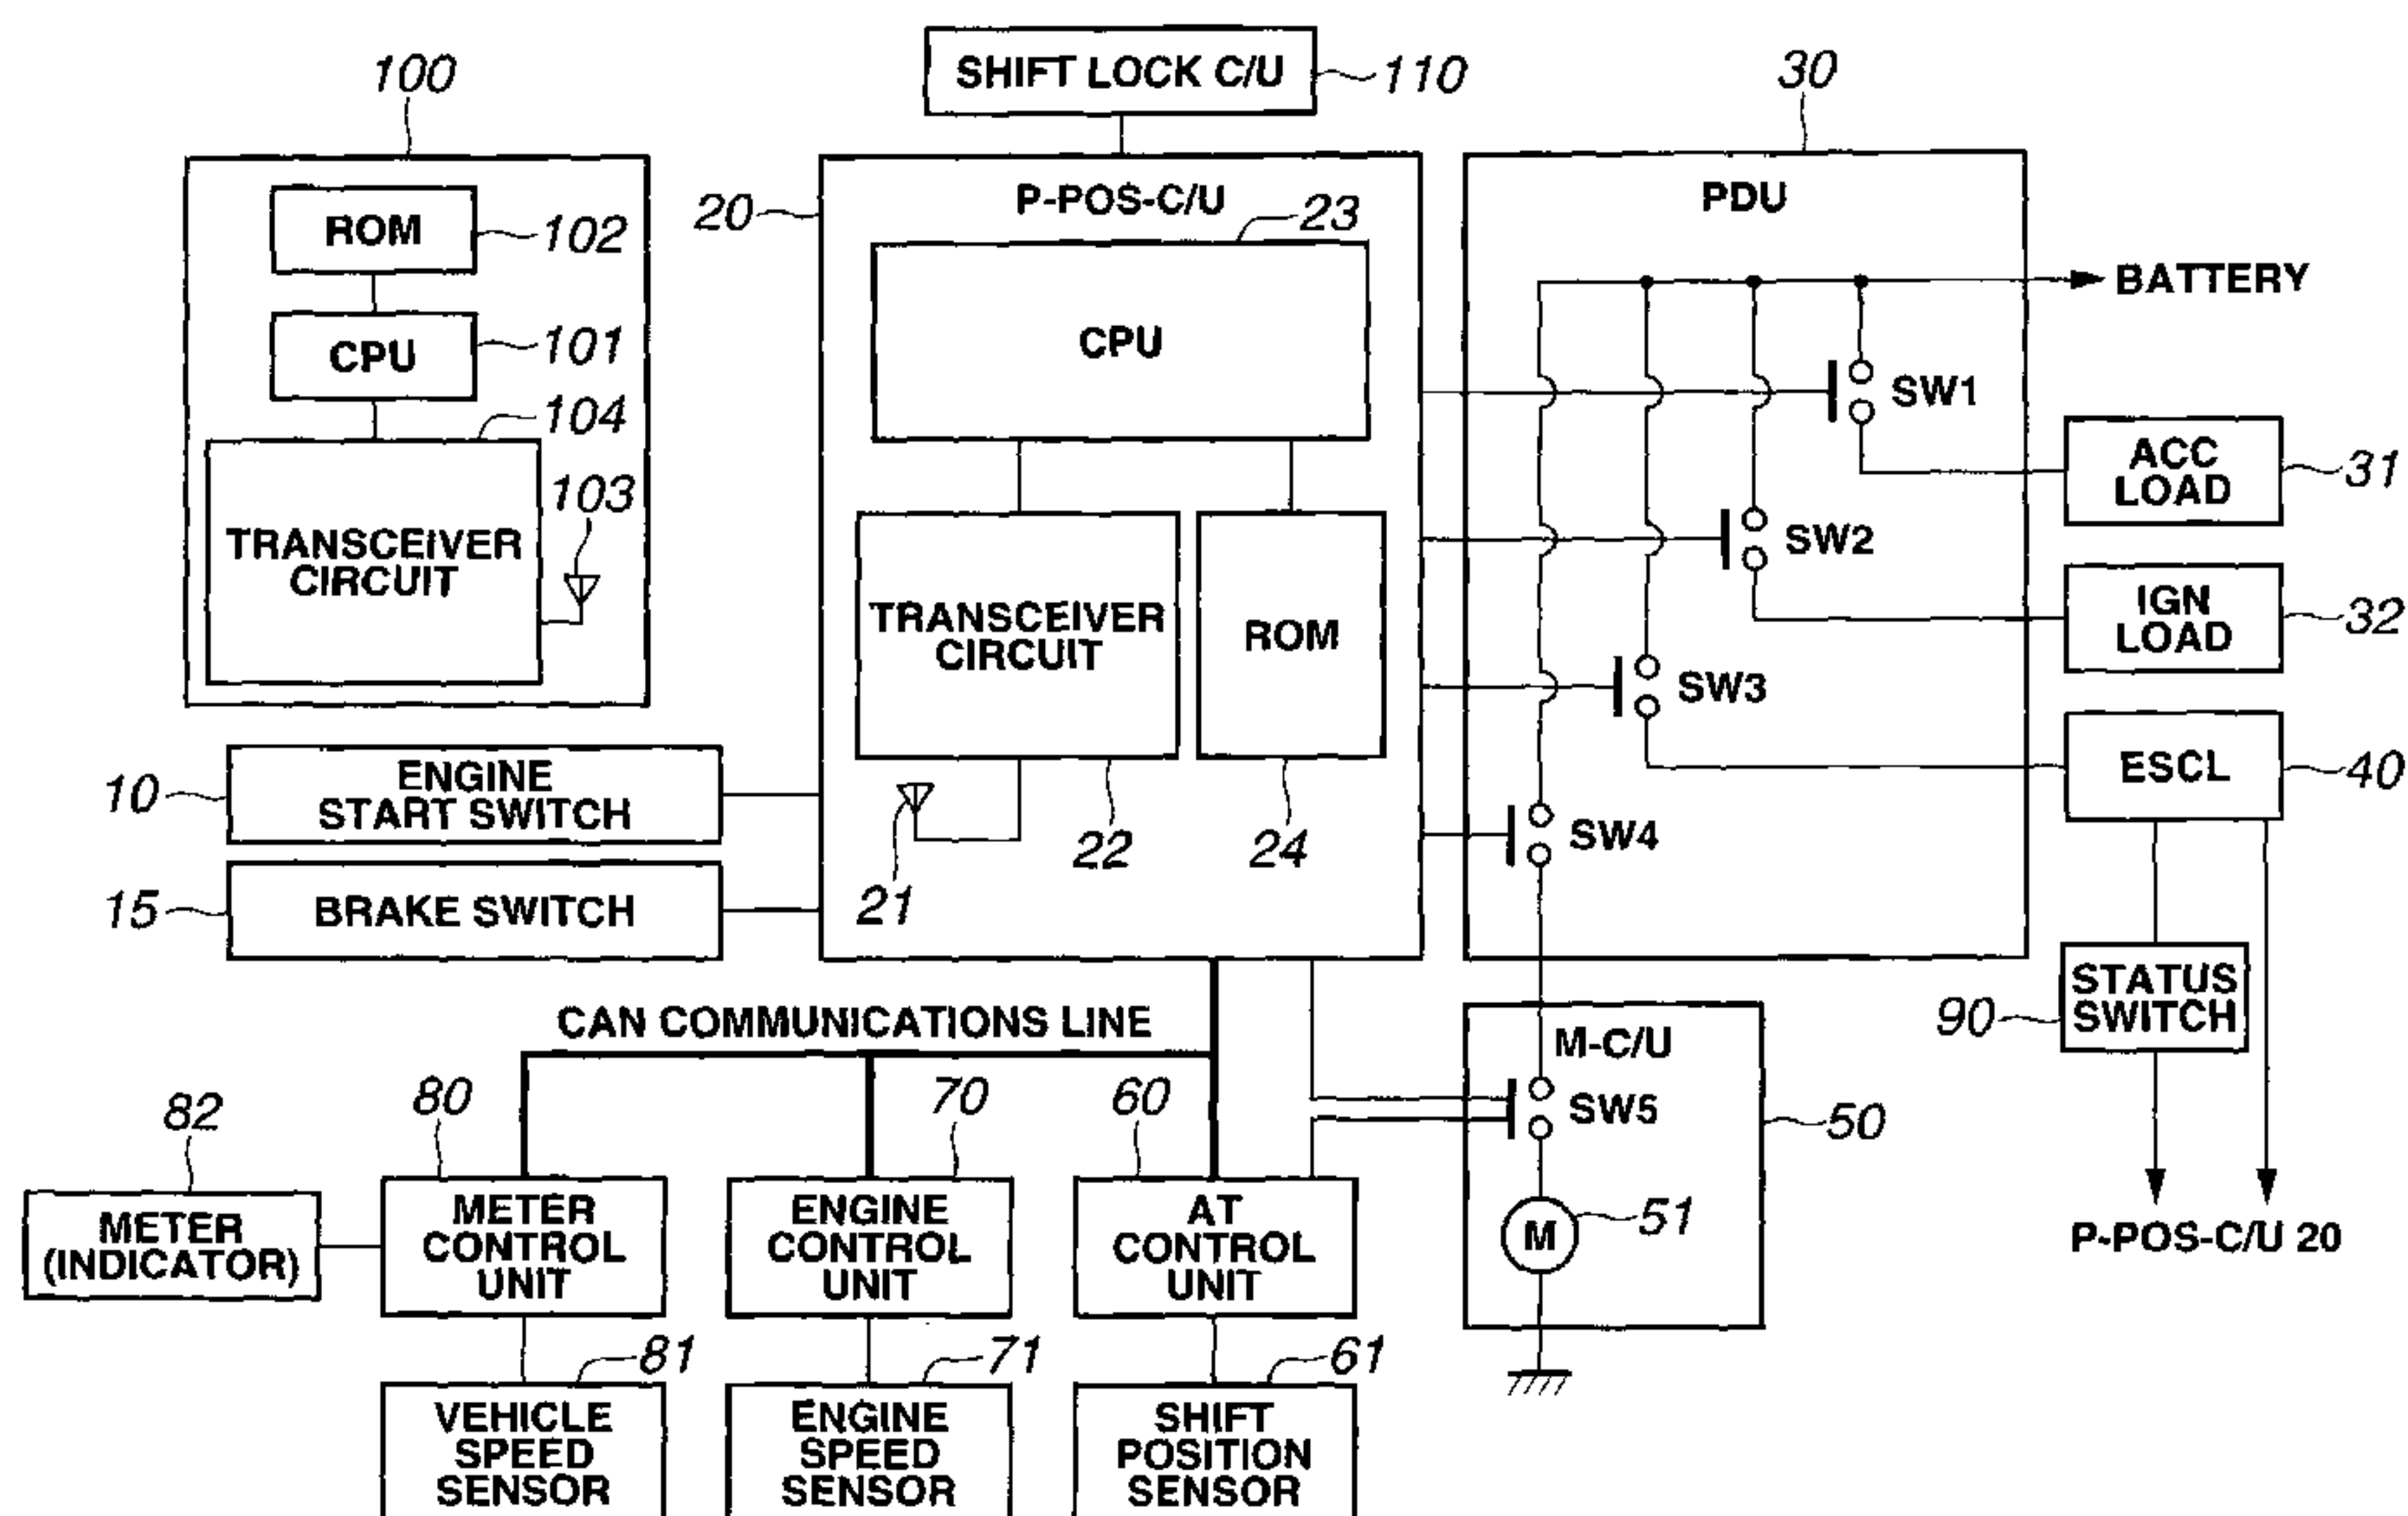 SHIFT LOCK C/U
110
100
ROM
102
CPU
101
104
TRANSCEIVER
CIRCUIT
103
20
P-POS-C/U
23
CPU
TRANSCEIVER
CIRCUIT
ROM
21
22
24
30
PDU
BATTERY
SW1
SW2
SW3
SW4
ACC
LOAD
31
IGN
LOAD
32
ESCL
40
STATUS
SWITCH
90
P-POS-C/U 20
10
ENGINE
START SWITCH
15
BRAKE SWITCH
CAN COMMUNICATIONS LINE
M-C/U
SW5
50
M
51
82
METER
(INDICATOR)
80
METER
CONTROL
UNIT
70
ENGINE
CONTROL
UNIT
60
AT
CONTROL
UNIT
81
VEHICLE
SPEED
SENSOR
71
ENGINE
SPEED
SENSOR
61
SHIFT
POSITION
SENSOR